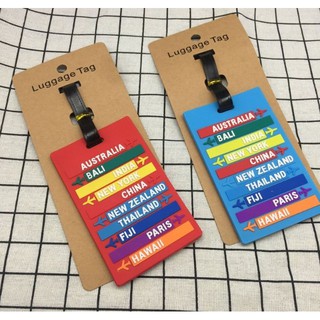 Luggage Tag
AUSTRALIA
BALI
INDIA
NEW YORK
CHINA
NEW ZEALAND
THAILAND
FIJI
PARIS
HAWAII
Luggage Tag
AUSTRALIA
BALI
INDIA
NEW YORK
CHINA
NEW ZEALAND
THAILAND
FIJI
PARIS
HAWAII